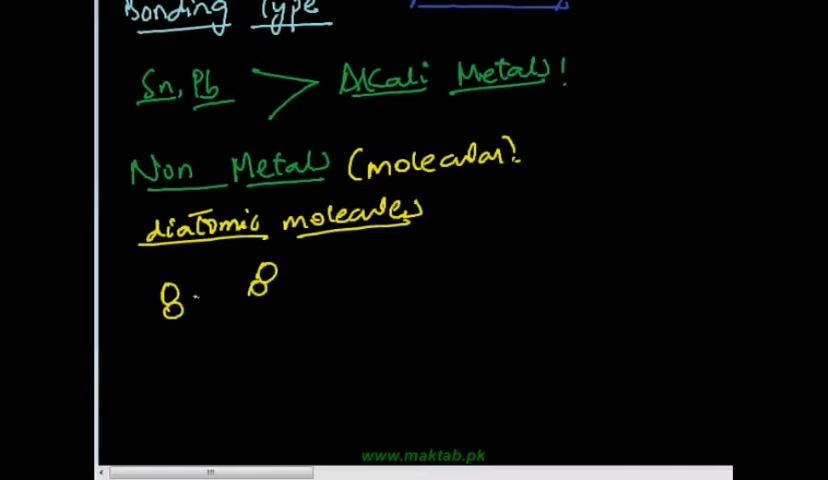 Bonding Type
Sn, Pb > Alkali Metals!
Non Metals (molecular).
diatomic molecules
www.maktab.pk